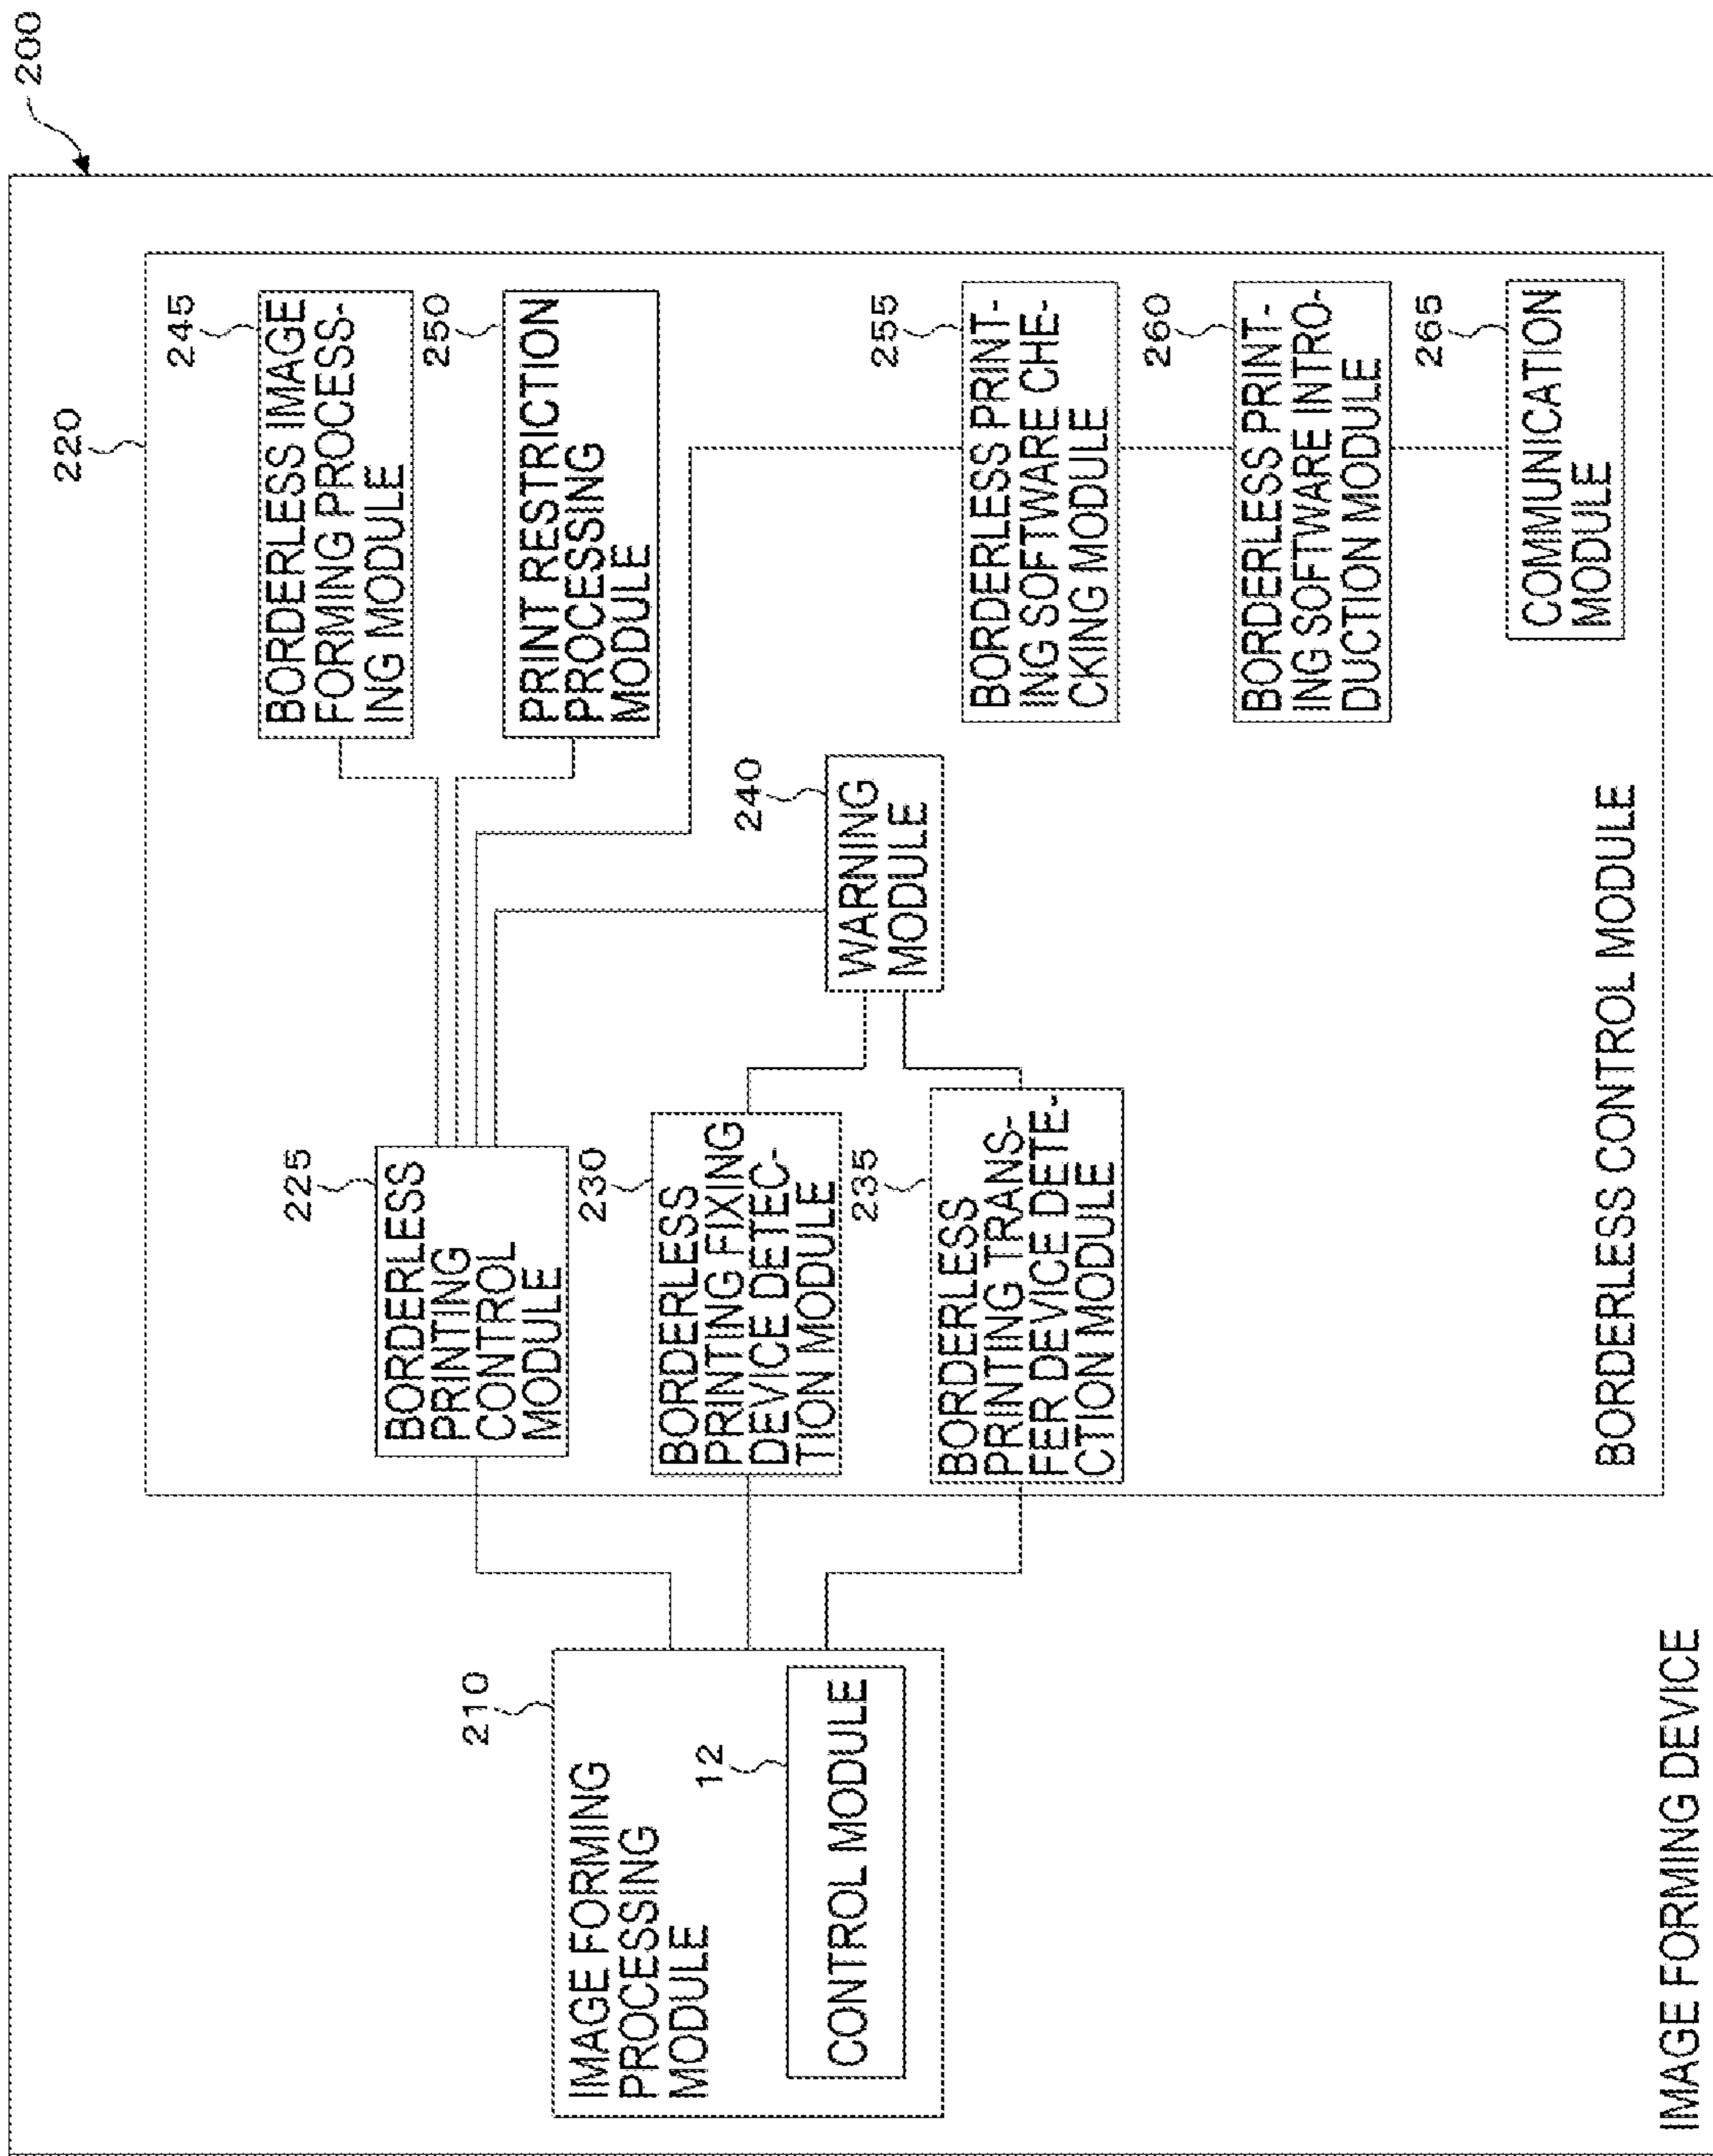 200
220
245
BORDERLESS IMAGE
FORMING PROCESS-
ING MODULE
250
PRINT RESTRICTION
PROCESSING
MODULE
225
BORDERLESS
PRINTING
CONTROL
MODULE
230
BORDERLESS
PRINTING FIXING
DEVICE DETEC-
TION MODULE
235
BORDERLESS
PRINTING TRANS-
FER DEVICE DETE-
CTION MODULE
240
WARNING
MODULE
255
BORDERLESS PRINT-
ING SOFTWARE CHE-
CKING MODULE
260
BORDERLESS PRINT-
ING SOFTWARE INTRO-
DUCTION MODULE
265
COMMUNICATION
MODULE
210
IMAGE FORMING
PROCESSING
MODULE
12
CONTROL MODULE
BORDERLESS CONTROL MODULE
IMAGE FORMING DEVICE